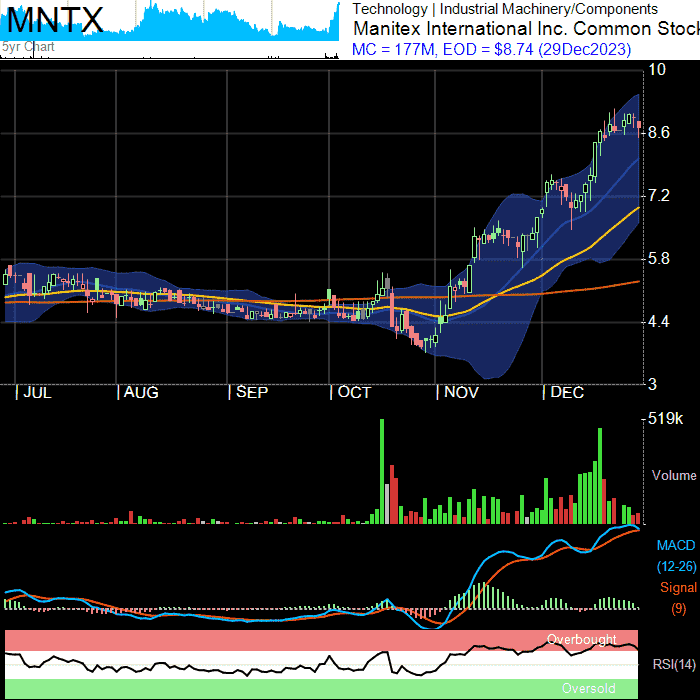 MNTX
5yr Chart
Technology | Industrial Machinery/Components
Manitex International Inc. Common Stock
MC = 177M, EOD = $8.74 (29Dec2023)
10
8.6
7.2
5.8
4.4
3
JUL AUG SEP OCT NOV DEC
519k
Volume
MACD
(12-26)
Signal
(9)
Overbought
RSI(14)
Oversold